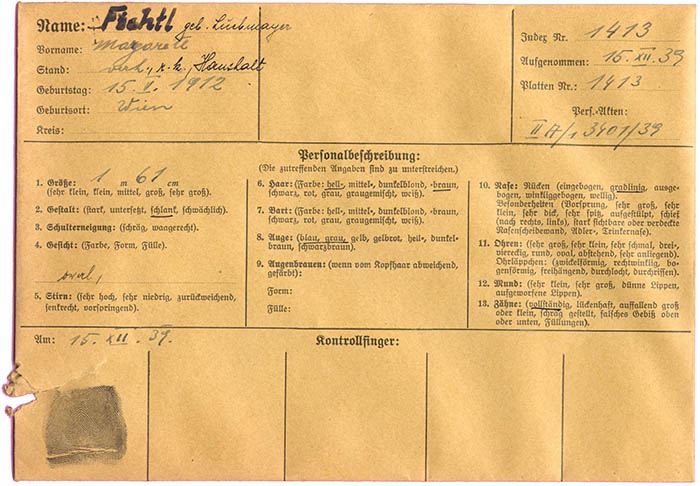 Name: Fichtl geb. Luchmayer
Vorname: Margarete
Stand: verh., r. k., Haushalt
Geburtstag: 15. V. 1912
Geburtsort: Wien
Kreis:
Index Nr. 1413
Aufgenommen: 15. XII. 39
Platten Nr.: 1413
Pers.-Akten:
3401/39
Personalbeschreibung:
(Die zutreffenden Angaben sind zu unterstreichen.)
1. Größe: 1 m 61 cm
(sehr klein, klein, mittel, groß, sehr groß).
2. Gestalt: (stark, untersetzt, schlank, schwächlich).
3. Schulterneigung: (schräg, waagerecht).
4. Gesicht: (Farbe, Form, Fülle).
oval,
5. Stirn: (sehr hoch, sehr niedrig, zurückweichend,
senkrecht, vorspringend).
6. Haar: (Farbe: hell-, mittel-, dunkelblond, -braun,
schwarz, rot, grau, graugemischt, weiß).
7. Bart: (Farbe: hell-, mittel-, dunkelblond, -braun,
schwarz, rot, grau, graugemischt, weiß).
8. Auge: (blau, grau, gelb, gelbrot, hell-, dunkel-
braun, schwarzbraun).
9. Augenbrauen: (wenn vom Kopfhaar abweichend,
gefärbt):
Form:
Fülle:
10. Nase: Rücken (eingebogen, gradlinig, ausge-
bogen, winkliggebogen, wellig).
Besonderheiten (Vorsprung, sehr groß, sehr
klein, sehr dick, sehr spitz, aufgestülpt, schief
(nach rechts, links), stark sichtbare oder verdeckte
Nasenscheidewand, Adler-, Trinkernase).
11. Ohren: (sehr groß, sehr klein, sehr schmal, drei-,
viereckig, rund, oval, abstehend, sehr anliegend).
Ohrläppchen: (zwickelförmig, rechtwinklig, bo-
genförmig, freihängend, durchlocht, durchrissen).
12. Mund: (sehr klein, sehr groß, dünne Lippen,
aufgeworfene Lippen).
13. Zähne: (vollständig, lückenhaft, auffallend groß
oder klein, schräg gestellt, falsches Gebiß oben
oder unten, Füllungen).
Am: 15. XII. 39.
Kontrollfinger: